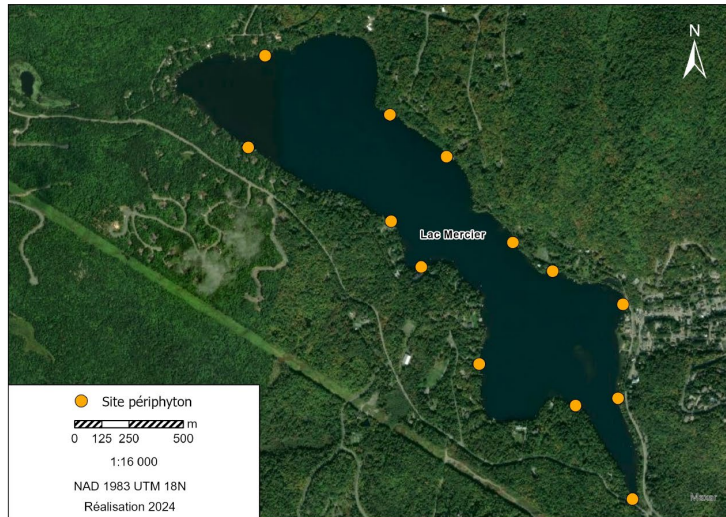 N
Lac Mercier
Site périphyton
0 125 250 500 m
1:16 000
NAD 1983 UTM 18N
Réalisation 2024
Maxar